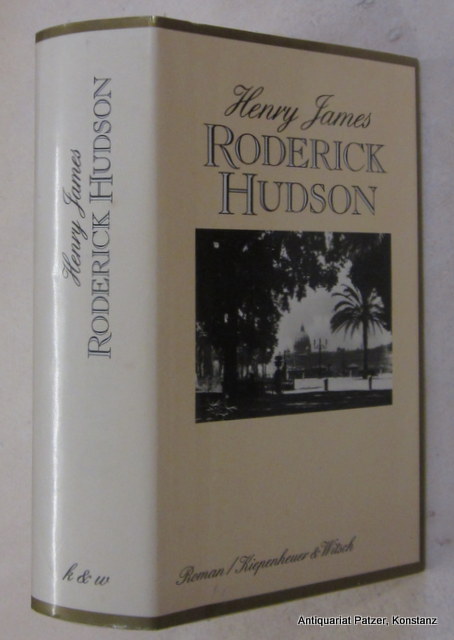 Henry James
RODERICK HUDSON
k & w
Henry James
RODERICK
HUDSON
Roman / Kiepenheuer & Witsch
Antiquariat Patzer, Konstanz